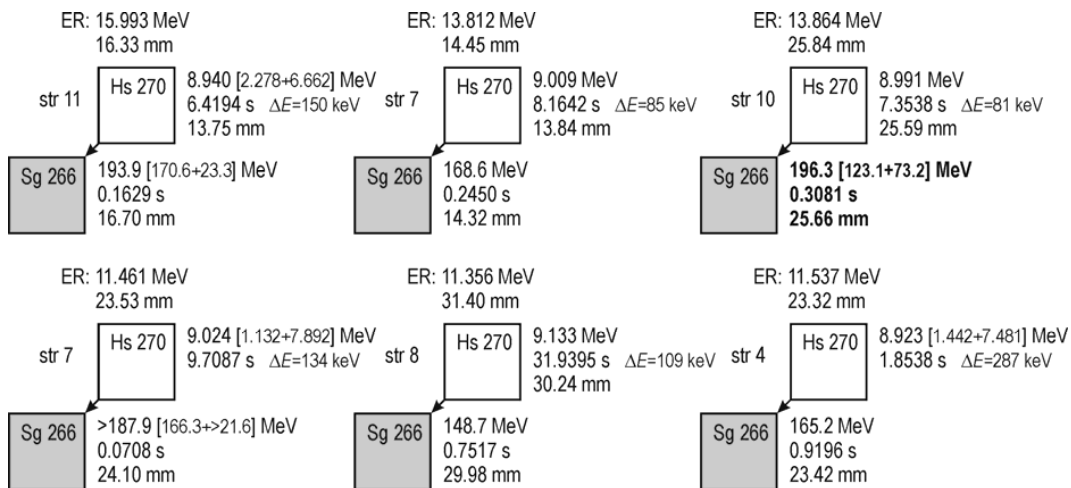 ER: 15.993 MeV
16.33 mm
str 11
Hs 270
8.940 [2.278+6.662] MeV
6.4194 s ΔE=150 keV
13.75 mm
Sg 266
193.9 [170.6+23.3] MeV
0.1629 s
16.70 mm
ER: 13.812 MeV
14.45 mm
str 7
Hs 270
9.009 MeV
8.1642 s ΔE=85 keV
13.84 mm
Sg 266
168.6 MeV
0.2450 s
14.32 mm
ER: 13.864 MeV
25.84 mm
str 10
Hs 270
8.991 MeV
7.3538 s ΔE=81 keV
25.59 mm
Sg 266
196.3 [123.1+73.2] MeV
0.3081 s
25.66 mm
ER: 11.461 MeV
23.53 mm
str 7
Hs 270
9.024 [1.132+7.892] MeV
9.7087 s ΔE=134 keV
Sg 266
>187.9 [166.3+>21.6] MeV
0.0708 s
24.10 mm
ER: 11.356 MeV
31.40 mm
str 8
Hs 270
9.133 MeV
31.9395 s ΔE=109 keV
30.24 mm
Sg 266
148.7 MeV
0.7517 s
29.98 mm
ER: 11.537 MeV
23.32 mm
str 4
Hs 270
8.923 [1.442+7.481] MeV
1.8538 s ΔE=287 keV
Sg 266
165.2 MeV
0.9196 s
23.42 mm